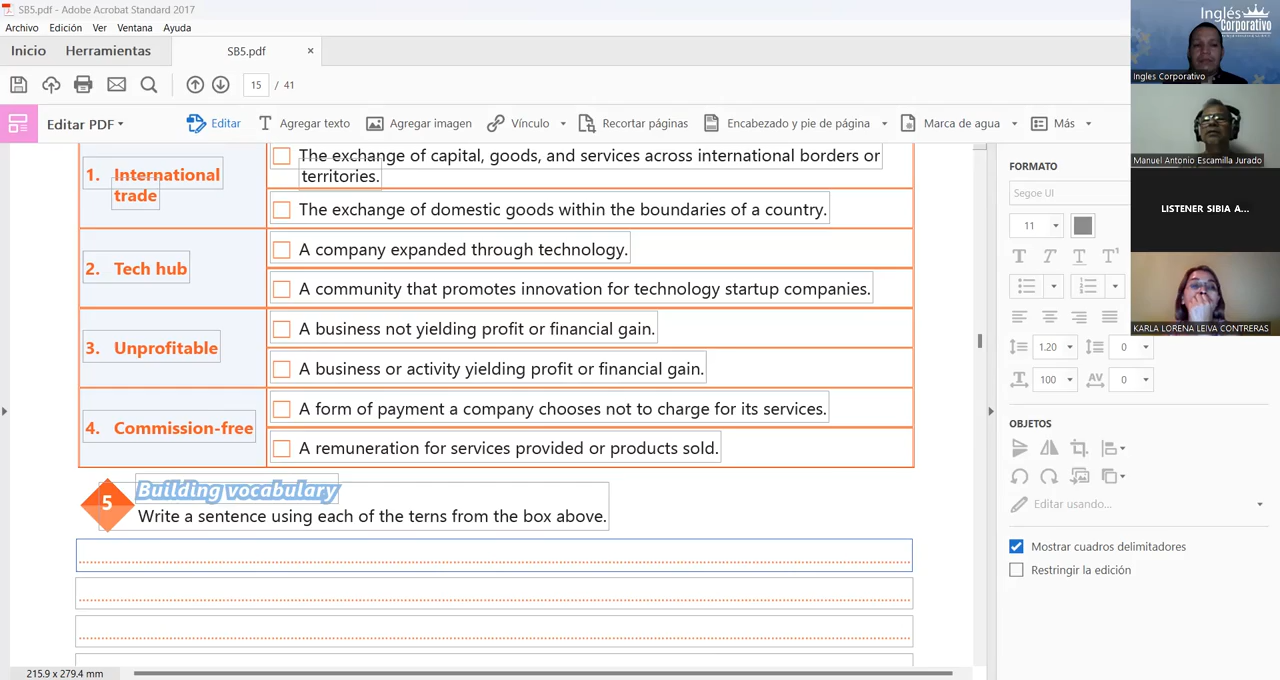 SB5.pdf - Adobe Acrobat Standard 2017
Archivo Edición Ver Ventana Ayuda
Inicio Herramientas SB5.pdf ×
15 / 41
Editar PDF Editar Agregar texto Agregar imagen Vínculo Recortar páginas Encabezado y pie de página Marca de agua Más
1. International trade
The exchange of capital, goods, and services across international borders or
territories.
The exchange of domestic goods within the boundaries of a country.
2. Tech hub
A company expanded through technology.
A ommunity that promotes innovation for technology startup companies.
3. Unprofitable
A business not yielding profit or financial gain.
A business or activity yielding profit or financial gain.
4. Commission-free
A form of payment a company chooses not to charge for its services.
A remuneration for services provided or products sold.
5 Building vocabulary
Write a sentence using each of the terns from the box above.
215.9 x 279.4 mm
FORMATO
Segoe UI
11
T T T T
1.20 0
100 AV 0
OBJETOS
Editar usando...
Mostrar cuadros delimitadores
Restringir la edición
Inglés
Corporativo
Ingles Corporativo
Manuel Antonio Escamilla Jurado
LISTENER SIBIA A...
KARLA LORENA LEIVA CONTRERAS